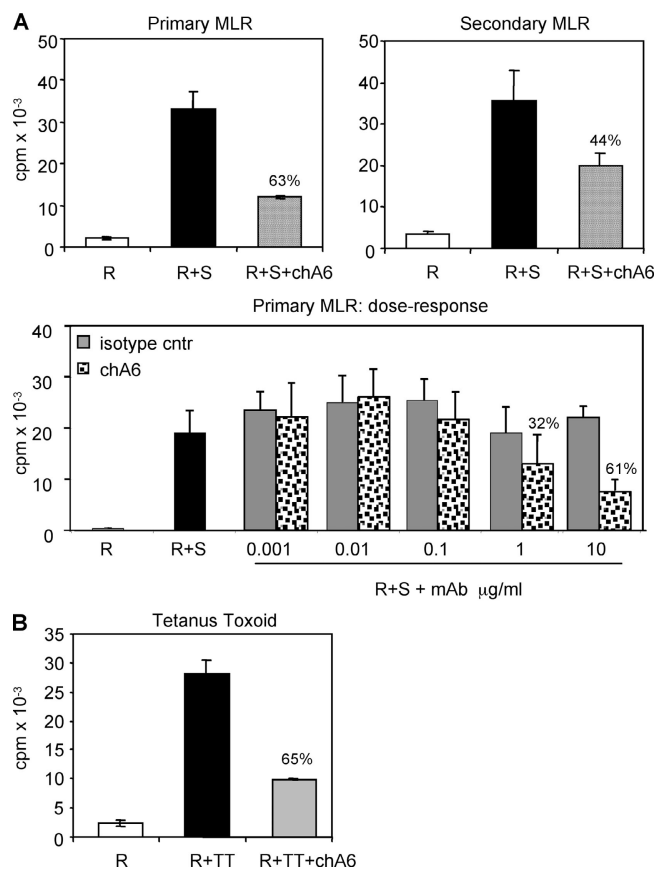 A
Primary MLR
Secondary MLR
cpm x 10⁻³
50
40
30
20
10
0
63%
R R+S R+S+chA6
50
40
30
20
10
0
44%
R R+S R+S+chA6
Primary MLR: dose-response
cpm x 10⁻³
40
30
20
10
0
isotype cntr
chA6
32%
61%
R R+S 0.001 0.01 0.1 1 10
R+S + mAb μg/ml
B
Tetanus Toxoid
cpm x 10⁻³
35
30
25
20
15
10
5
0
65%
R R+TT R+TT+chA6